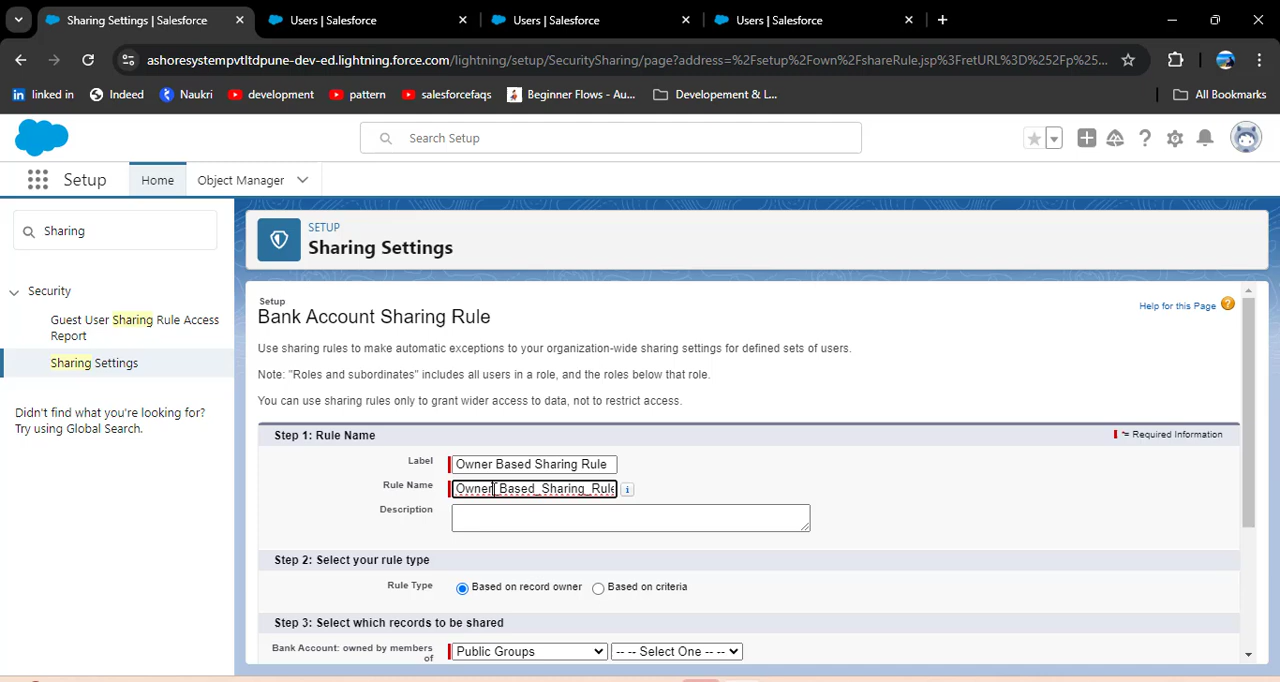 Sharing Settings | Salesforce
Users | Salesforce
Users | Salesforce
Users | Salesforce
ashoresystempvtltdpune-dev-ed.lightning.force.com/lightning/setup/SecuritySharing/page?address=%2Fsetup%2Fown%2FshareRule.jsp%3FretURL%3D%252Fp%25...
linked in
Indeed
Naukri
development
pattern
salesforcefaqs
Beginner Flows - Au...
Developement & L...
All Bookmarks
Search Setup
Setup
Home
Object Manager
Sharing
Security
Guest User Sharing Rule Access
Report
Sharing Settings
Didn't find what you're looking for?
Try using Global Search.
SETUP
Sharing Settings
Setup
Bank Account Sharing Rule
Help for this Page
Use sharing rules to make automatic exceptions to your organization-wide sharing settings for defined sets of users.
Note: "Roles and subordinates" includes all users in a role, and the roles below that role.
You can use sharing rules only to grant wider access to data, not to restrict access.
Step 1: Rule Name
= Required Information
Label
Owner Based Sharing Rule
Rule Name
Owner_Based_Sharing_Rule
Description
Step 2: Select your rule type
Rule Type
Based on record owner
Based on criteria
Step 3: Select which records to be shared
Bank Account: owned by members
of
Public Groups
-- -- Select One -- --